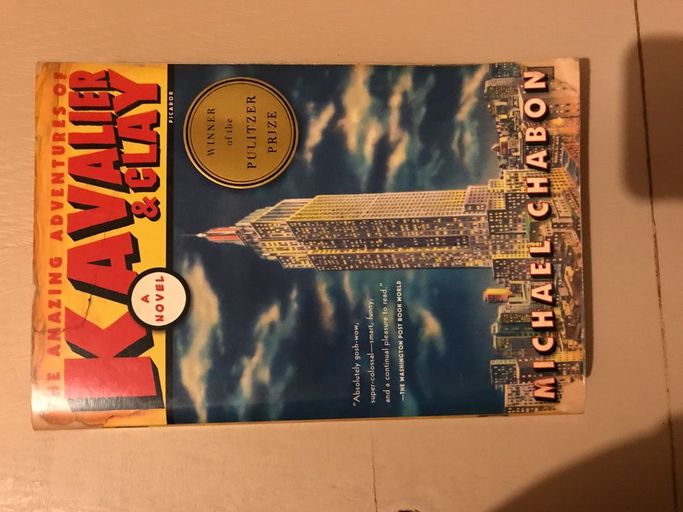 THE AMAZING ADVENTURES OF
KAVALIER
& CLAY
A
NOVEL
PICADOR
WINNER
of the
PULITZER
PRIZE
"Absolutely gosh-wow,
super-colossal—smart, funny,
and a continual pleasure to read."
—THE WASHINGTON POST BOOK WORLD
MICHAEL CHABON